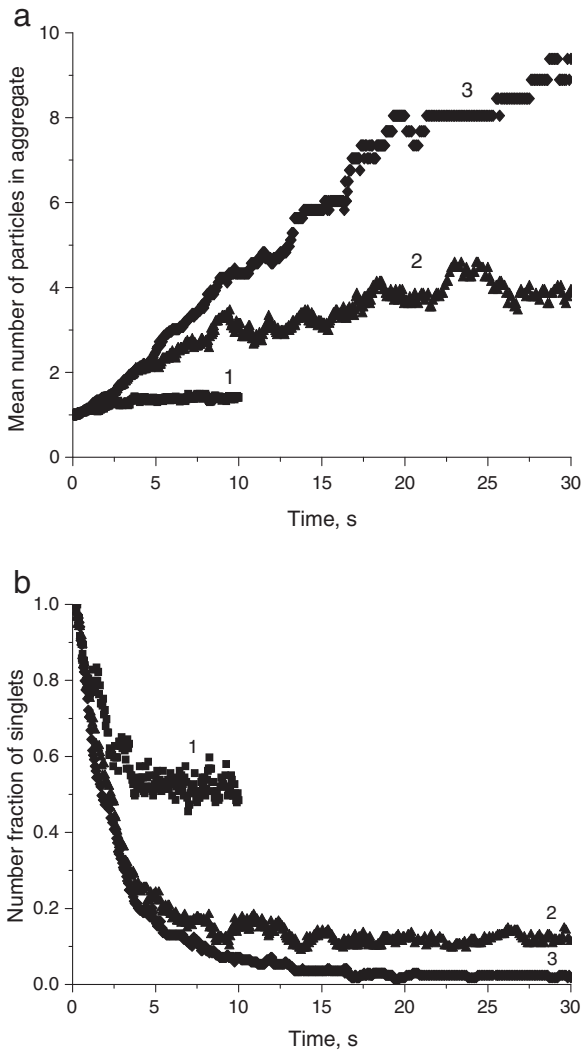 a
10
8
6
4
2
0
Mean number of particles in aggregate
3
2
1
0 5 10 15 20 25 30
Time, s
b
1.0
0.8
0.6
0.4
0.2
0.0
Number fraction of singlets
1
2
3
0 5 10 15 20 25 30
Time, s